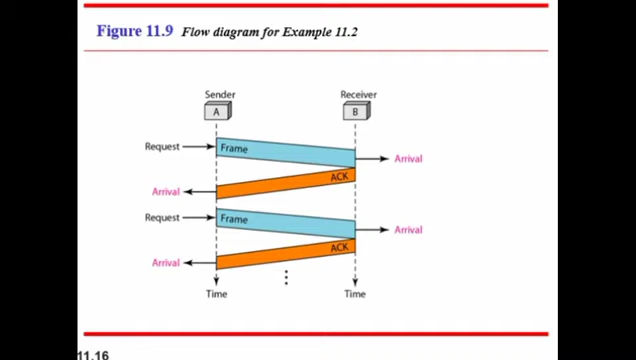 Figure 11.9 Flow diagram for Example 11.2
Sender
Receiver
A
B
Request
Frame
Arrival
ACK
Arrival
Request
Frame
Arrival
ACK
Arrival
Time
Time
11.16